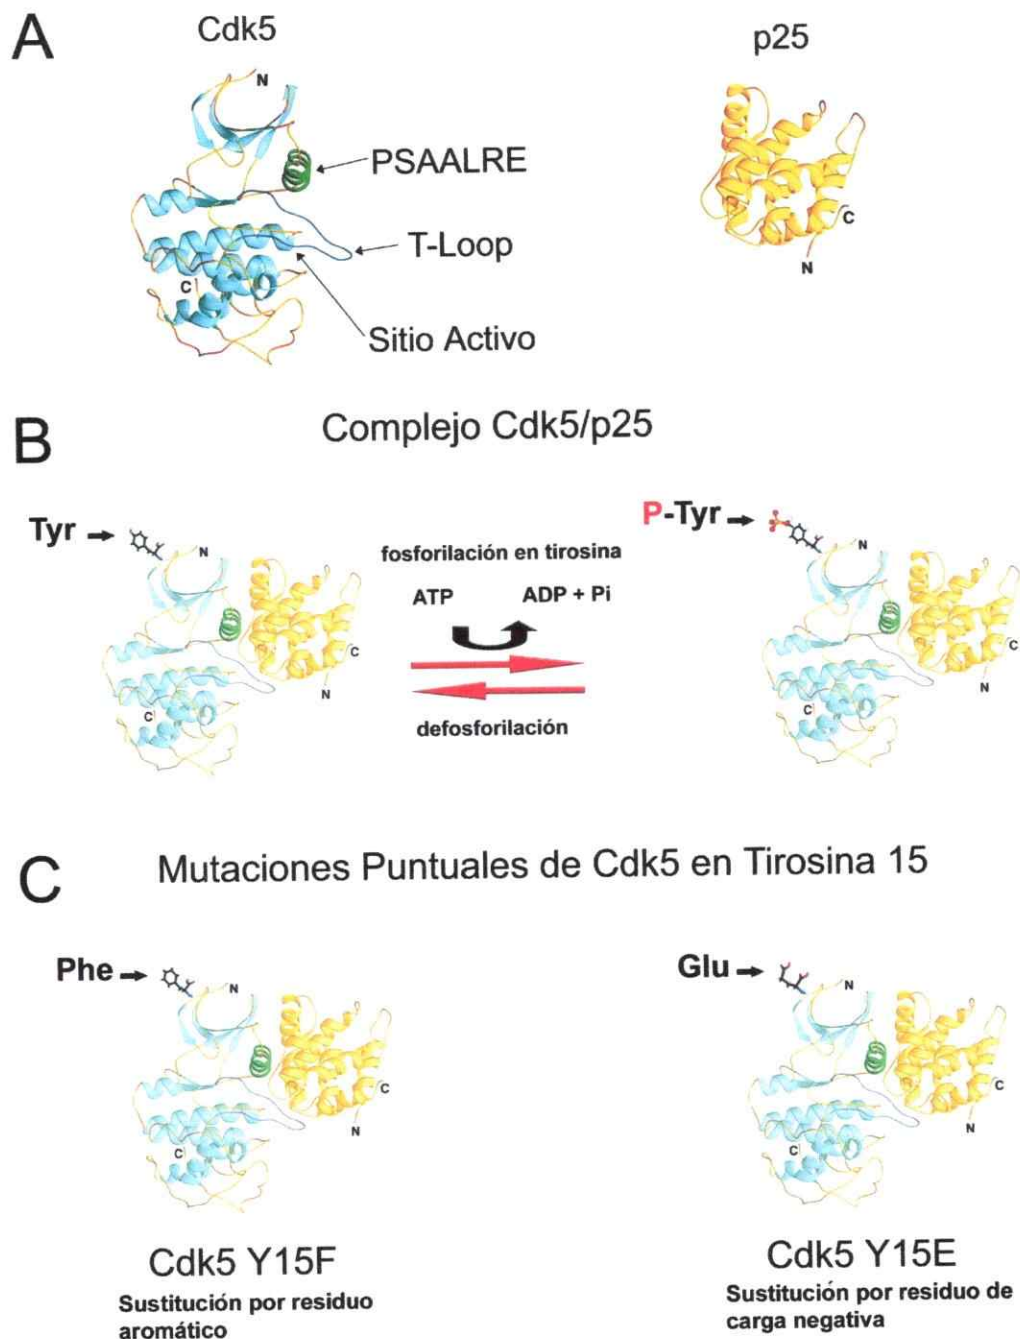 A
Cdk5
p25
N
PSAALRE
T-Loop
C
Sitio Activo
C
N
B
Complejo Cdk5/p25
Tyr
N
C
N
C
fosforilación en tirosina
ATP
ADP + Pi
defosforilación
P-Tyr
N
C
N
C
C
Mutaciones Puntuales de Cdk5 en Tirosina 15
Phe
N
C
N
C
Glu
N
C
N
C
Cdk5 Y15F
Sustitución por residuo
aromático
Cdk5 Y15E
Sustitución por residuo de
carga negativa